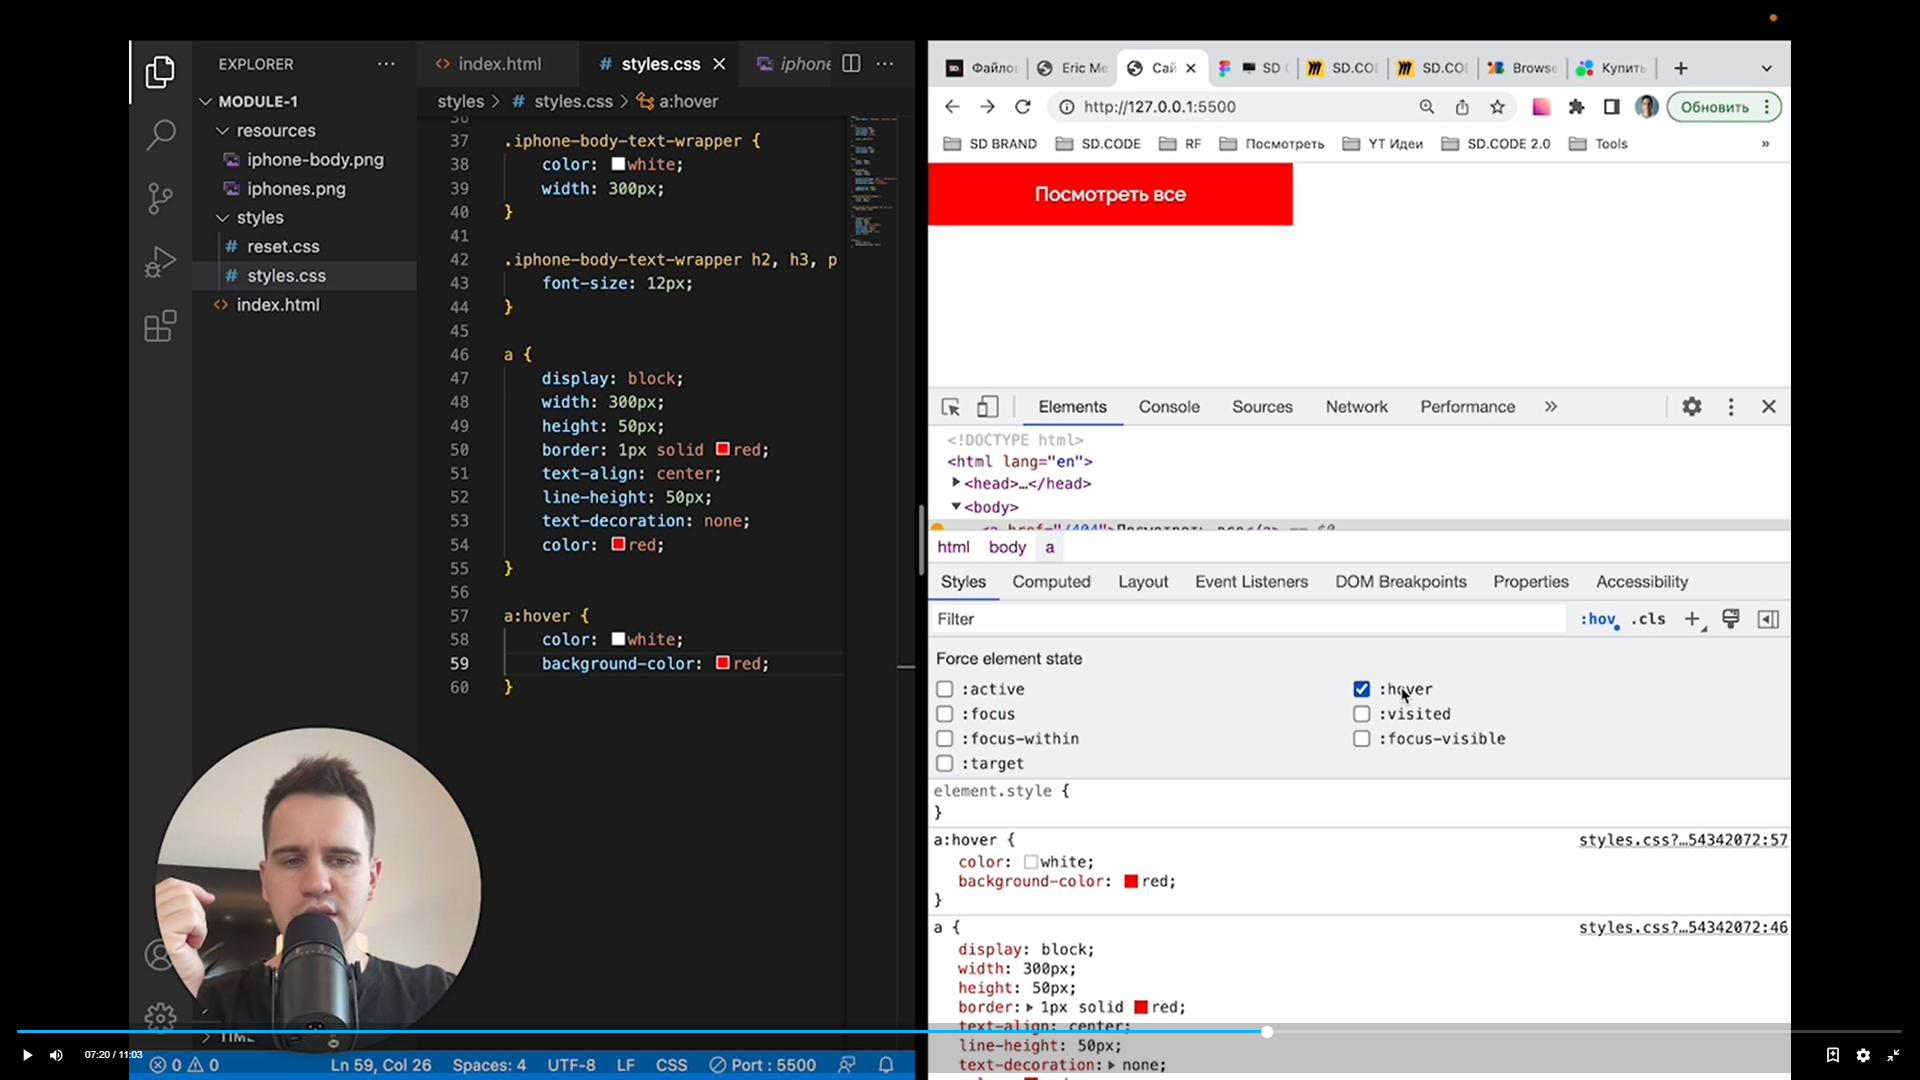 EXPLORER
MODULE-1
resources
iphone-body.png
iphones.png
styles
reset.css
styles.css
index.html
index.html
styles.css
iphone
styles > styles.css > a:hover
36
37 .iphone-body-text-wrapper {
38 color: white;
39 width: 300px;
40 }
41
42 .iphone-body-text-wrapper h2, h3, p
43 font-size: 12px;
44 }
45
46 a {
47 display: block;
48 width: 300px;
49 height: 50px;
50 border: 1px solid red;
51 text-align: center;
52 line-height: 50px;
53 text-decoration: none;
54 color: red;
55 }
56
57 a:hover {
58 color: white;
59 background-color: red;
60 }
Файлог Eric Me Сай SD SD.COI SD.COI Browse Купить
http://127.0.0.1:5500
Обновить
SD BRAND SD.CODE RF Посмотреть YT Идеи SD.CODE 2.0 Tools »
Посмотреть все
Elements Console Sources Network Performance »
<!DOCTYPE html>
<html lang="en">
<head>…</head>
<body>
<a href="/404">Посмотреть все</a> == $0
html body a
Styles Computed Layout Event Listeners DOM Breakpoints Properties Accessibility
Filter :hov .cls +
Force element state
:active :hover
:focus :visited
:focus-within :focus-visible
:target
element.style {
}
a:hover { styles.css?…54342072:57
color: white;
background-color: red;
}
a { styles.css?…54342072:46
display: block;
width: 300px;
height: 50px;
border: 1px solid red;
text-align: center;
line-height: 50px;
text-decoration: none;
07:20 / 11:03
0 0 Ln 59, Col 26 Spaces: 4 UTF-8 LF CSS Port : 5500